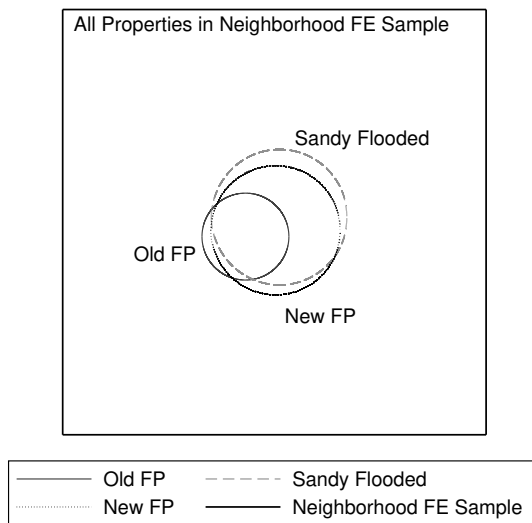 All Properties in Neighborhood FE Sample
Sandy Flooded
Old FP
New FP
Old FP
Sandy Flooded
New FP
Neighborhood FE Sample